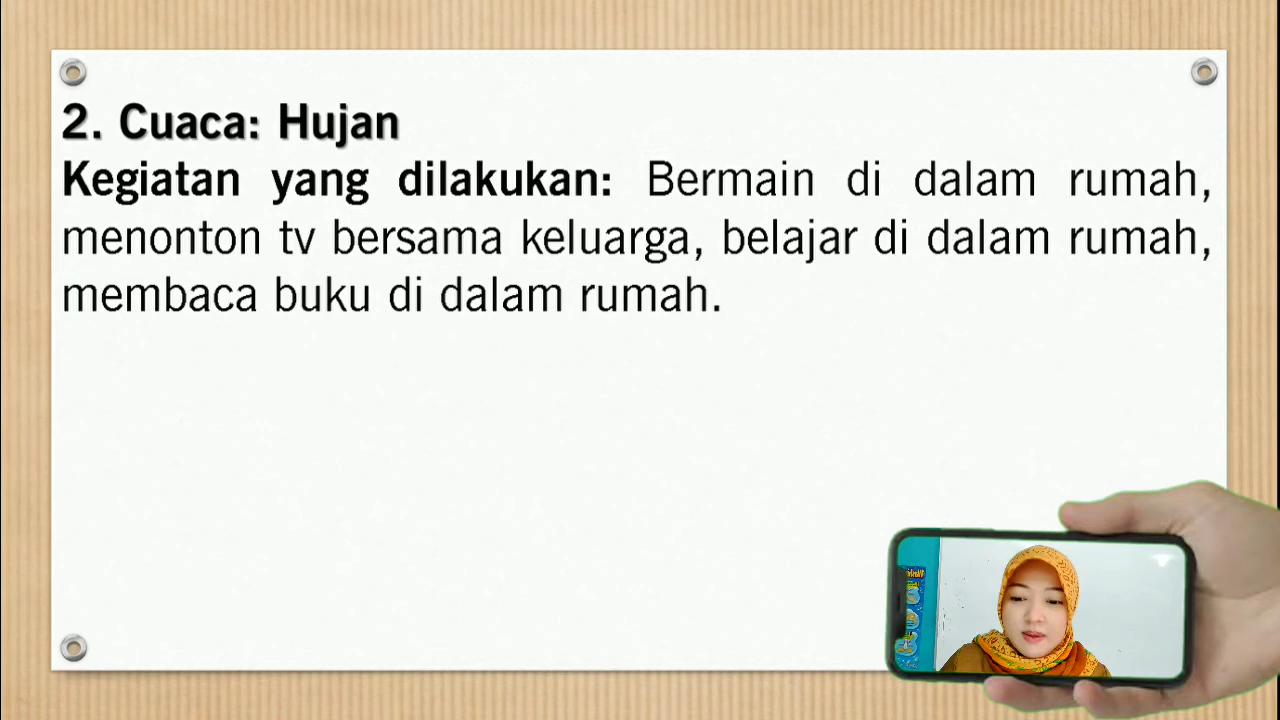 2. Cuaca: Hujan
Kegiatan yang dilakukan: Bermain di dalam rumah,
menonton tv bersama keluarga, belajar di dalam rumah,
membaca buku di dalam rumah.